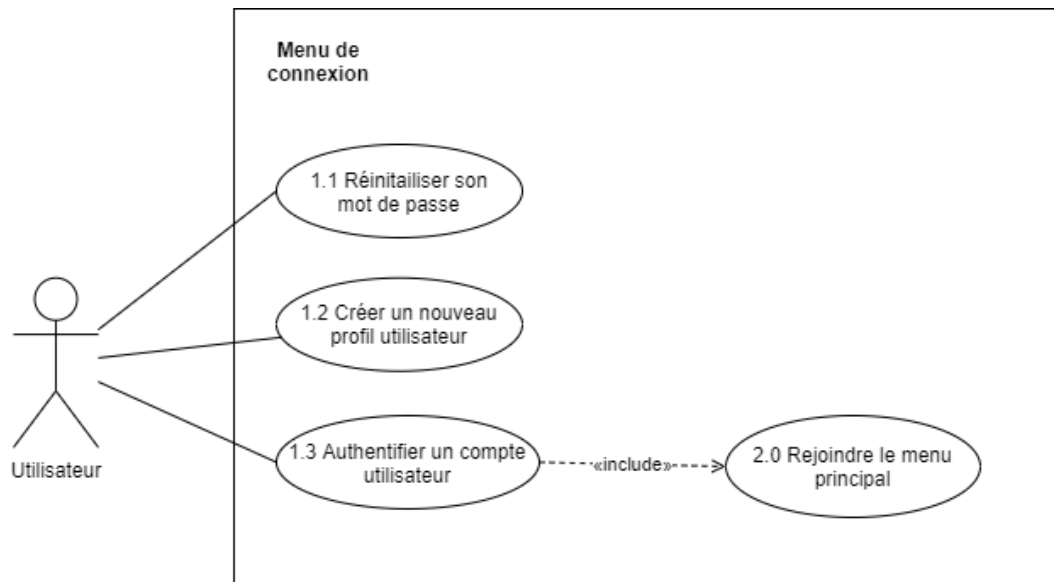 Menu de
connexion
1.1 Réinitailiser son
mot de passe
1.2 Créer un nouveau
profil utilisateur
1.3 Authentifier un compte
utilisateur
«include»
2.0 Rejoindre le menu
principal
Utilisateur